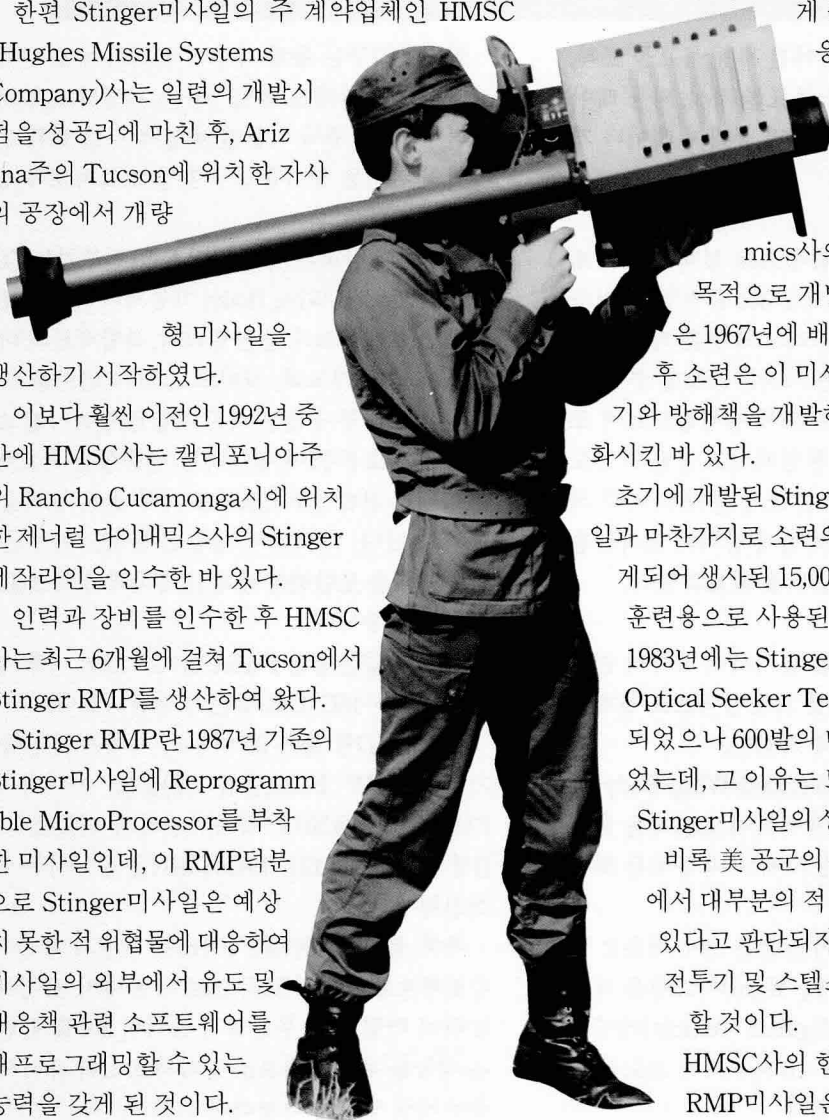 한편 Stinger미사일의 주 계약업체인 HMSC
Hughes Missile Systems
Company)사는 일련의 개발시
험을 성공리에 마친 후, Ariz
na주의 Tucson에 위치한 자사
의 공장에서 개량
형 미사일을
생산하기 시작하였다.
이보다 훨씬 이전인 1992년 중
반에 HMSC사는 캘리포니아주
의 Rancho Cucamonga시에 위치
한 제너럴 다이내믹스사의 Stinger
제작라인을 인수한 바 있다.
인력과 장비를 인수한 후 HMSC
사는 최근 6개월에 걸쳐 Tucson에서
Stinger RMP를 생산하여 왔다.
Stinger RMP란 1987년 기존의
Stinger미사일에 Reprogramm
able MicroProcessor를 부착
한 미사일인데, 이 RMP덕분
으로 Stinger미사일은 예상
치 못한 적 위협물에 대응하여
미사일의 외부에서 유도 및
대응책 관련 소프트웨어를
재프로그래밍할 수 있는
능력을 갖게 된 것이다.
게
mics사의
목적으로 개발
은 1967년에 배
후 소련은 이 미사
기와 방해책을 개발하
화시킨 바 있다.
초기에 개발된 Stinge
일과 마찬가지로 소련의
게되어 생사된 15,00
훈련용으로 사용된
1983년에는 Stinger
Optical Seeker Te
되었으나 600발의
었는데, 그 이유는
Stinger미사일의 성
비록 美 공군의
에서 대부분의 적
있다고 판단되지
전투기 및 스텔스
할 것이다.
HMSC사의 한
RMP미사일은